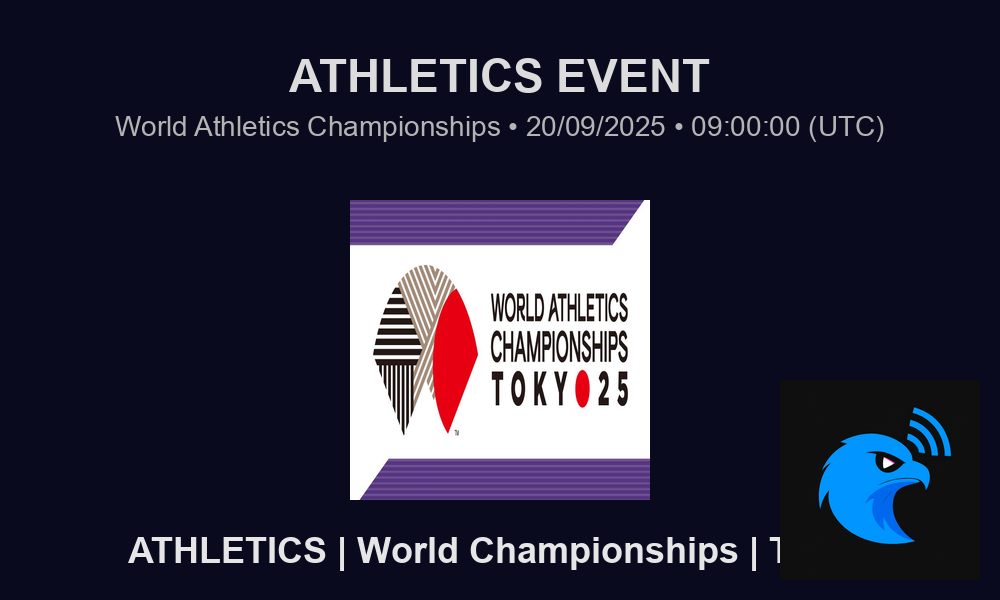 ATHLETICS EVENT
World Athletics Championships • 20/09/2025 • 09:00:00 (UTC)
WORLD ATHLETICS
CHAMPIONSHIPS
TOKYO25
TM
ATHLETICS | World Championships |